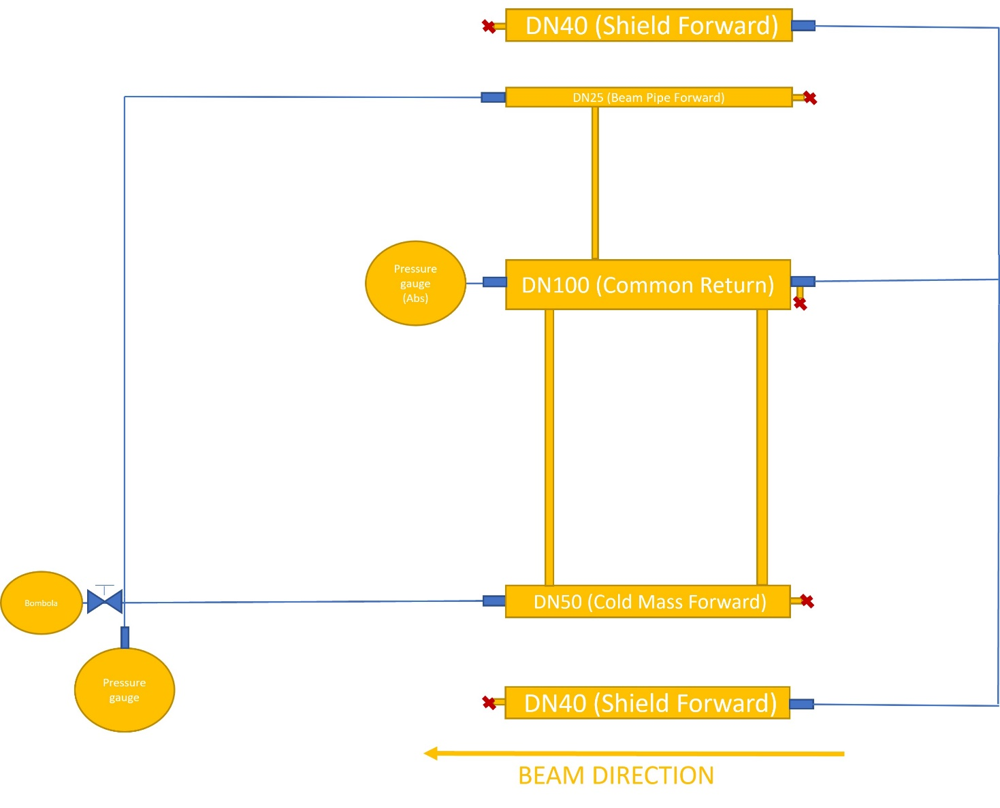 DN40 (Shield Forward)
DN25 (Beam Pipe Forward)
Pressure
gauge
(Abs)
DN100 (Common Return)
Bombola
DN50 (Cold Mass Forward)
Pressure
gauge
DN40 (Shield Forward)
BEAM DIRECTION